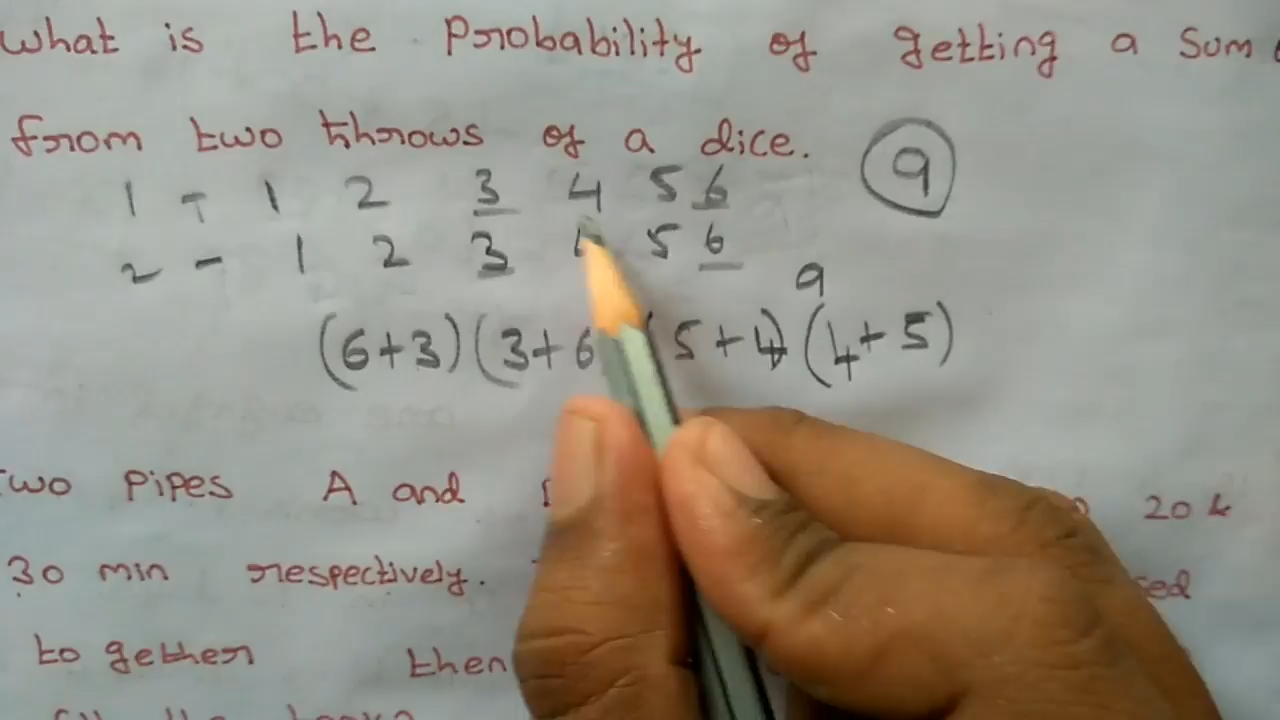 What is the Probability of getting a Sum
from two throws of a dice.
9
1 - 1 2 3 4 5 6
2 - 1 2 3 5 6
9
(6+3) (3+6 (5+4) (4+5)
two Pipes A and 20 &
30 min respectively.
to gether then